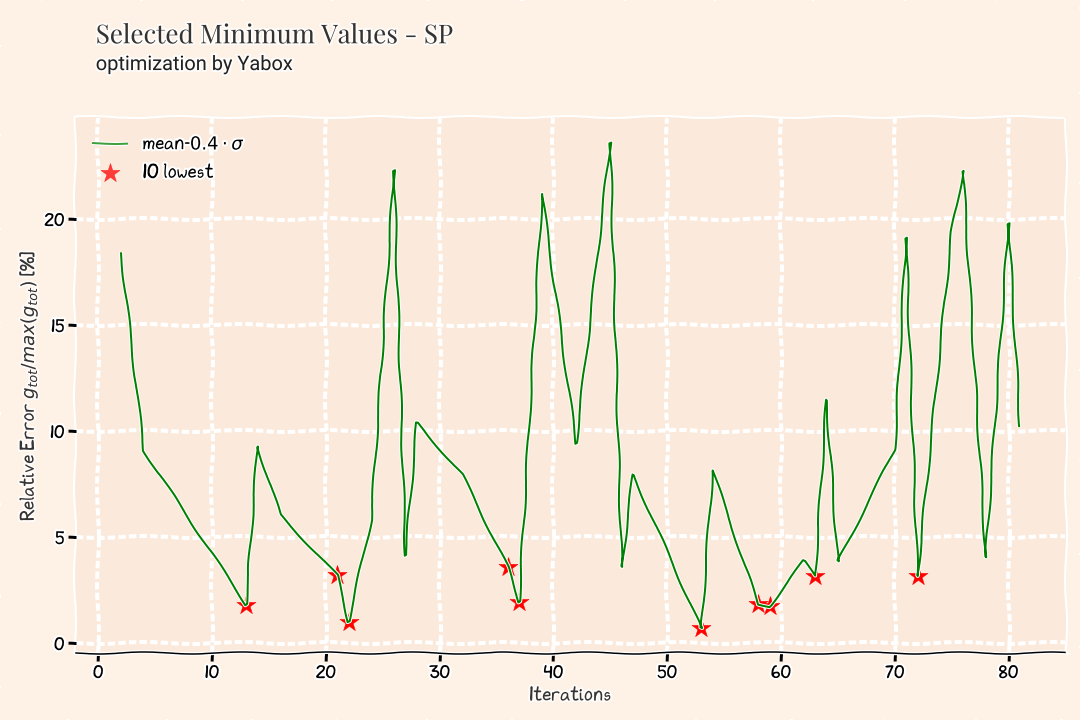 Selected Minimum Values - SP
optimization by Yabox
mean-0.4 · σ
10 lowest
Relative Error g_tot/max(g_tot) [%]
20
15
10
5
0
0 10 20 30 40 50 60 70 80
Iterations